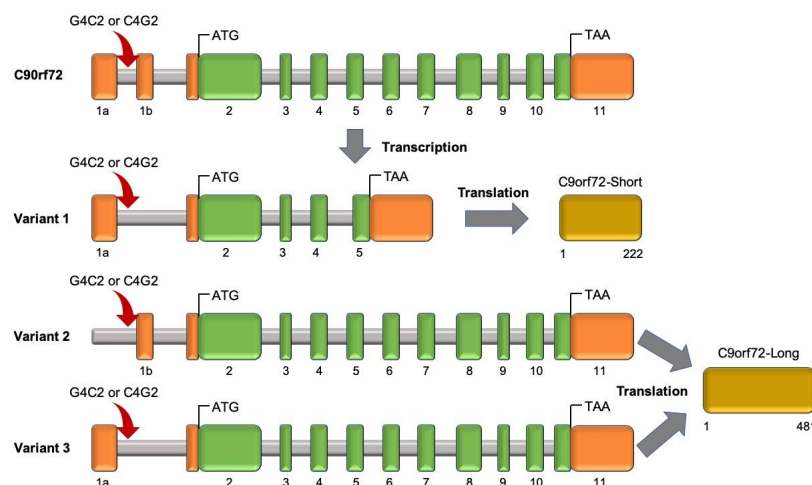 G4C2 or C4G2
ATG
TAA
C90rf72
1a 1b 2 3 4 5 6 7 8 9 10 11
Transcription
G4C2 or C4G2
ATG
TAA
Translation
C9orf72-Short
Variant 1
1a 2 3 4 5
1 222
G4C2 or C4G2
ATG
TAA
Variant 2
1b 2 3 4 5 6 7 8 9 10 11
C9orf72-Long
Translation
1 481
G4C2 or C4G2
ATG
TAA
Variant 3
1a 2 3 4 5 6 7 8 9 10 11